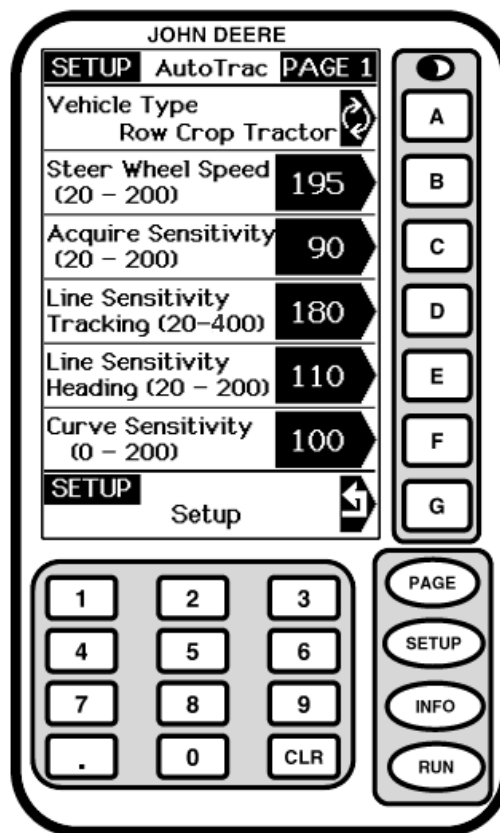 JOHN DEERE
SETUP AutoTrac PAGE 1
Vehicle Type
Row Crop Tractor
A
Steer Wheel Speed
(20 - 200)
195
B
Acquire Sensitivity
(20 - 200)
90
C
Line Sensitivity
Tracking (20-400)
180
D
Line Sensitivity
Heading (20 - 200)
110
E
Curve Sensitivity
(0 - 200)
100
F
SETUP
Setup
G
1 2 3
4 5 6
7 8 9
. 0 CLR
PAGE
SETUP
INFO
RUN